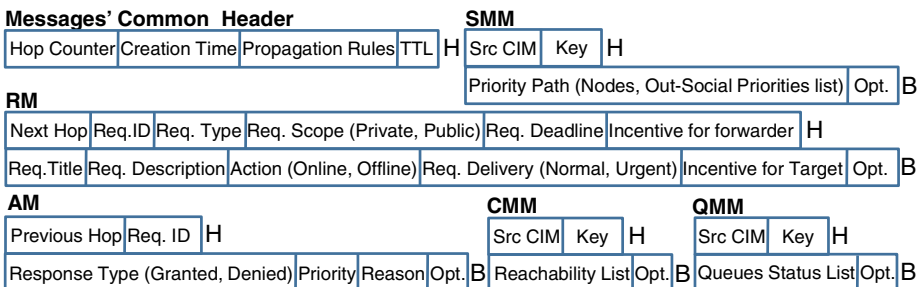 Messages' Common Header
Hop Counter Creation Time Propagation Rules TTL H
SMM
Src CIM Key H
Priority Path (Nodes, Out-Social Priorities list) Opt. B
RM
Next Hop Req.ID Req. Type Req. Scope (Private, Public) Req. Deadline Incentive for forwarder H
Req.Title Req. Description Action (Online, Offline) Req. Delivery (Normal, Urgent) Incentive for Target Opt. B
AM
Previous Hop Req. ID H
Response Type (Granted, Denied) Priority Reason Opt. B
CMM
Src CIM Key H
Reachability List Opt. B
QMM
Src CIM Key H
Queues Status List Opt. B